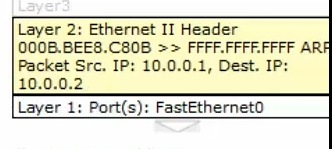 Layer3
Layer 2: Ethernet II Header
000B.BEE8.C80B >> FFFF.FFFF.FFFF ARP
Packet Src. IP: 10.0.0.1, Dest. IP:
10.0.0.2
Layer 1: Port(s): FastEthernet0